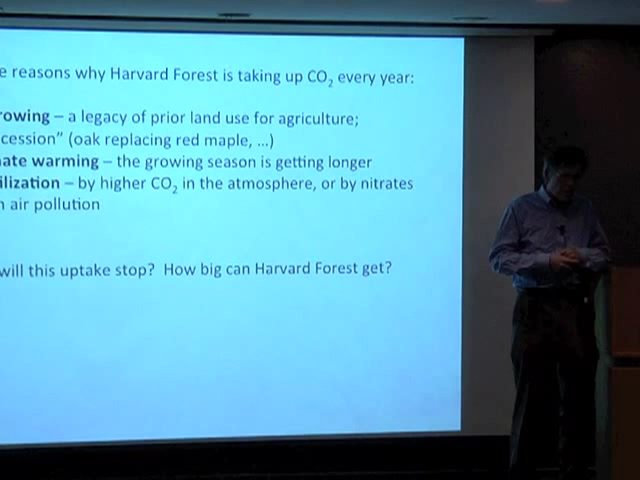 e reasons why Harvard Forest is taking up CO₂ every year:
rowing – a legacy of prior land use for agriculture;
cession” (oak replacing red maple, ...)
nate warming – the growing season is getting longer
ilization – by higher CO₂ in the atmosphere, or by nitrates
n air pollution
will this uptake stop? How big can Harvard Forest get?